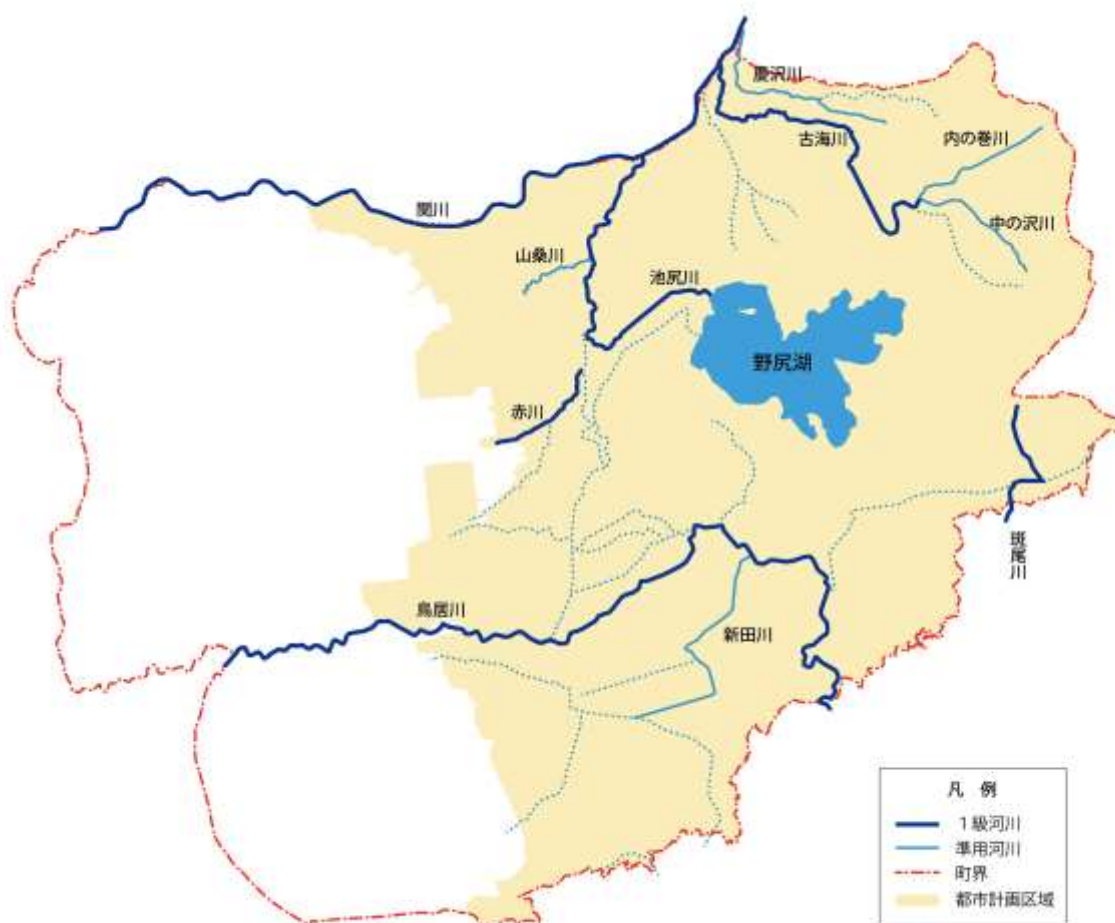 慶沢川
古海川
内の巻川
関川
中の沢川
山桑川
池尻川
野尻湖
赤川
斑尾川
鳥居川
新田川
凡 例
1級河川
準用河川
町界
都市計画区域